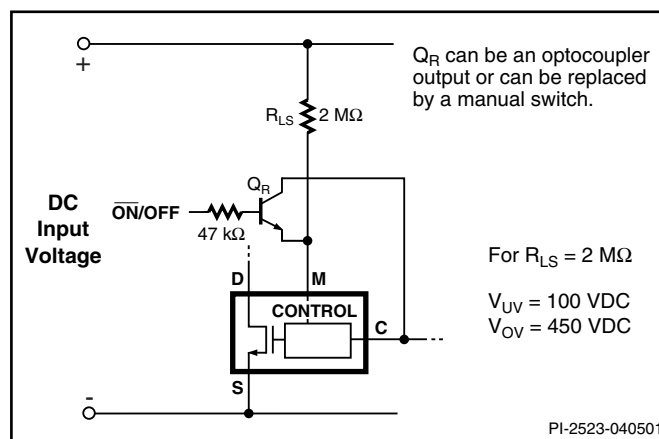 +
Q_R can be an optocoupler
output or can be replaced
by a manual switch.
R_LS
2 MΩ
Q_R
DC
Input
Voltage
O̅N̅/OFF
47 kΩ
For R_LS = 2 MΩ
V_UV = 100 VDC
V_OV = 450 VDC
D
M
CONTROL
C
S
-
PI-2523-040501